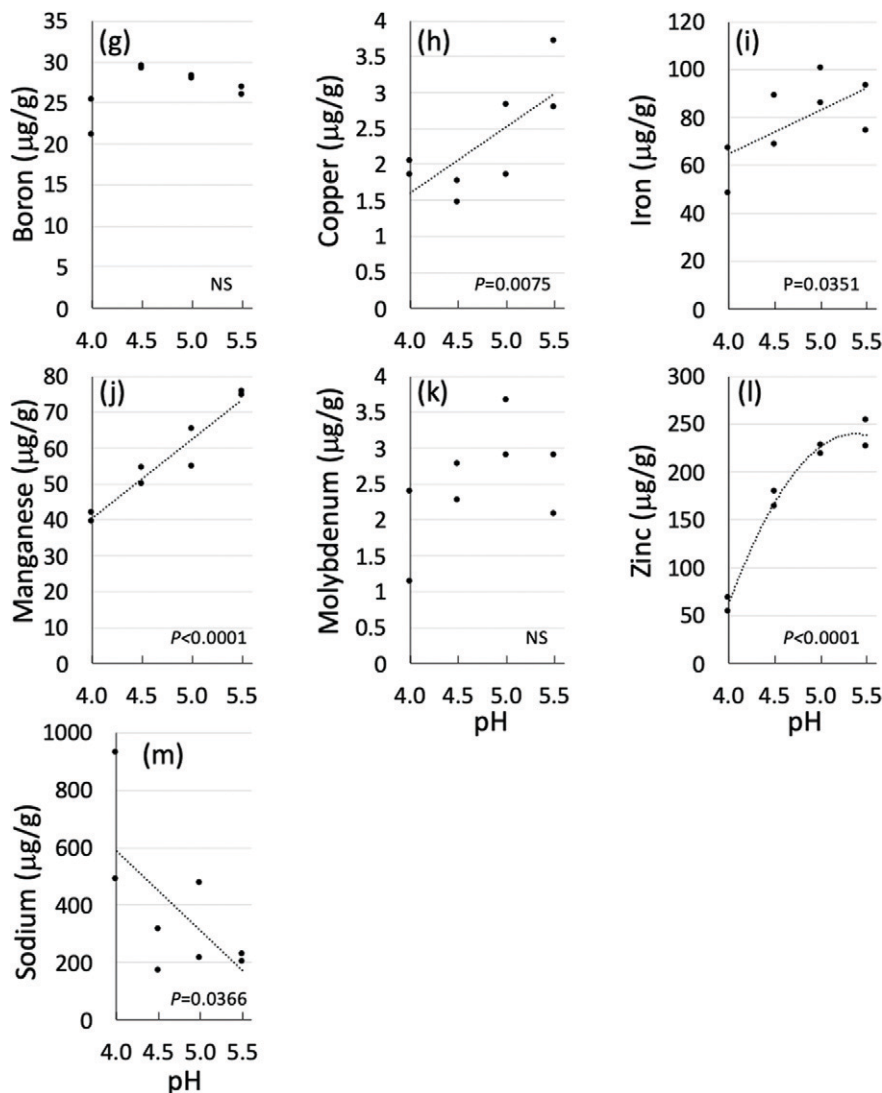 (g)
Boron (µg/g)
35
30
25
20
15
10
5
0
4.0 4.5 5.0 5.5
NS
(h)
Copper (µg/g)
4
3.5
3
2.5
2
1.5
1
0.5
0
4.0 4.5 5.0 5.5
P=0.0075
(i)
Iron (µg/g)
120
100
80
60
40
20
0
4.0 4.5 5.0 5.5
P=0.0351
(j)
Manganese (µg/g)
80
70
60
50
40
30
20
10
0
4.0 4.5 5.0 5.5
P<0.0001
(k)
Molybdenum (µg/g)
4
3.5
3
2.5
2
1.5
1
0.5
0
4.0 4.5 5.0 5.5
pH
NS
(l)
Zinc (µg/g)
300
250
200
150
100
50
0
4.0 4.5 5.0 5.5
pH
P<0.0001
(m)
Sodium (µg/g)
1000
800
600
400
200
0
4.0 4.5 5.0 5.5
pH
P=0.0366